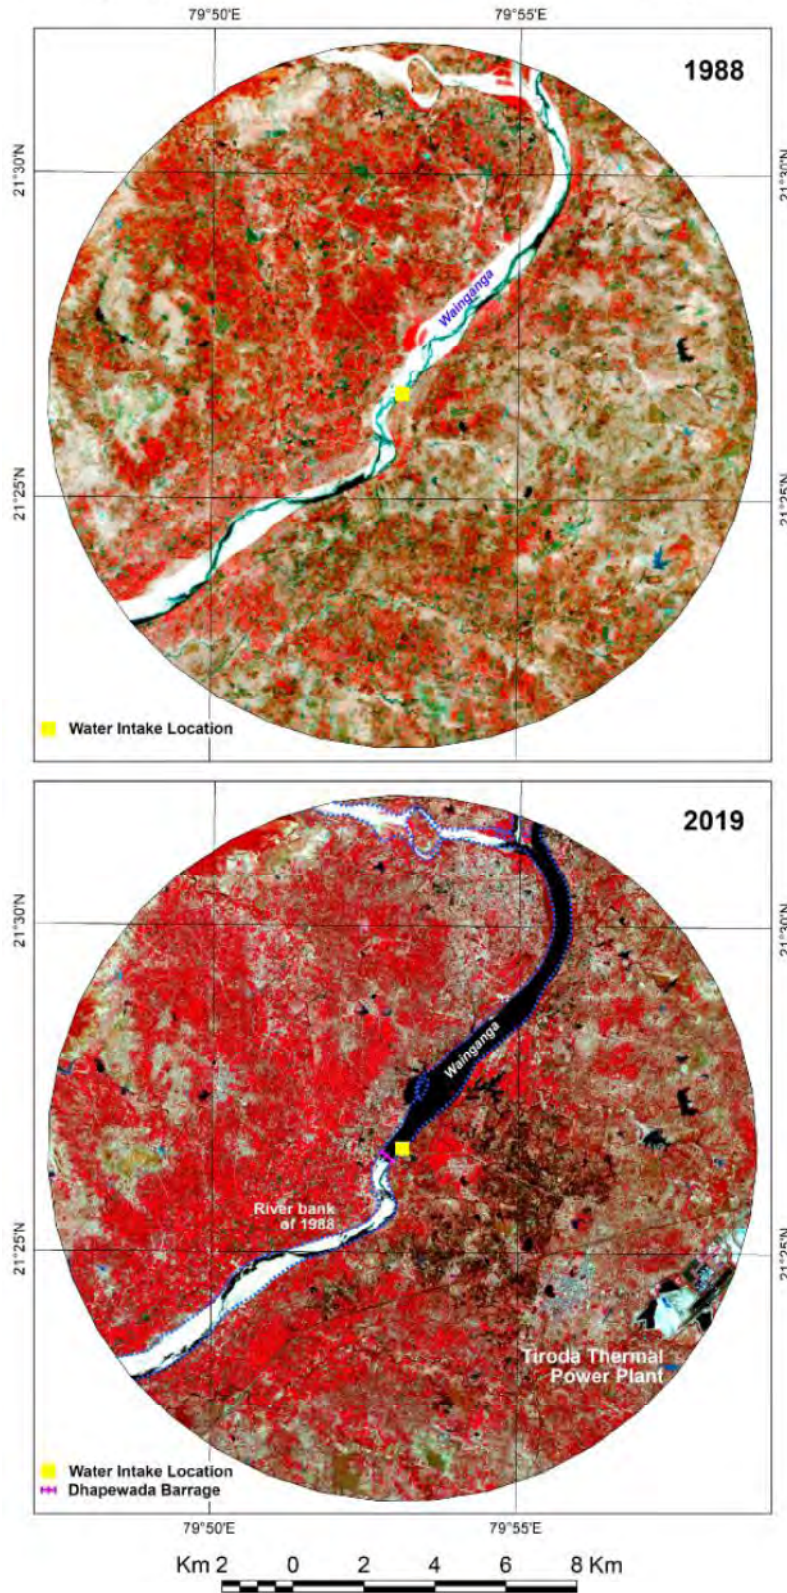 79°50'E 79°55'E
1988
21°30'N 21°30'N
Wainganga
21°25'N 21°25'N
Water Intake Location
2019
21°30'N 21°30'N
Wainganga
River bank
of 1988
21°25'N 21°25'N
Tiroda Thermal
Power Plant
Water Intake Location
Dhapewada Barrage
79°50'E 79°55'E
Km 2 0 2 4 6 8 Km